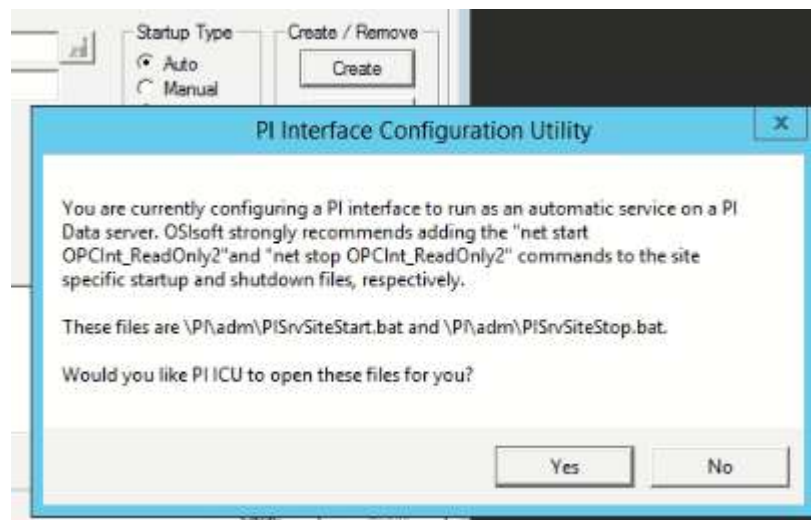 Startup Type
Create / Remove
Auto
Create
Manual
PI Interface Configuration Utility
x
You are currently configuring a PI interface to run as an automatic service on a PI
Data server. OSIsoft strongly recommends adding the "net start
OPCInt_ReadOnly2"and "net stop OPCInt_ReadOnly2" commands to the site
specific startup and shutdown files, respectively.
These files are \PI\adm\PISrvSiteStart.bat and \PI\adm\PISrvSiteStop.bat.
Would you like PI ICU to open these files for you?
Yes
No